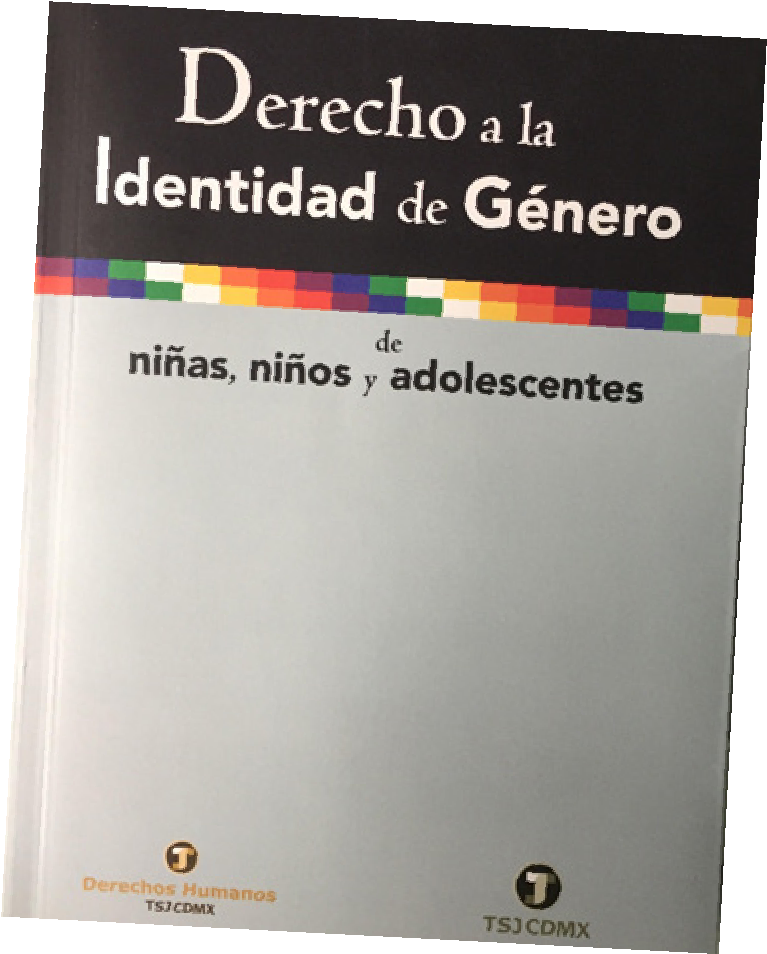 Derecho a la
Identidad de Género
de
niñas, niños y adolescentes
Derechos Humanos
TSJCDMX
TSJCDMX